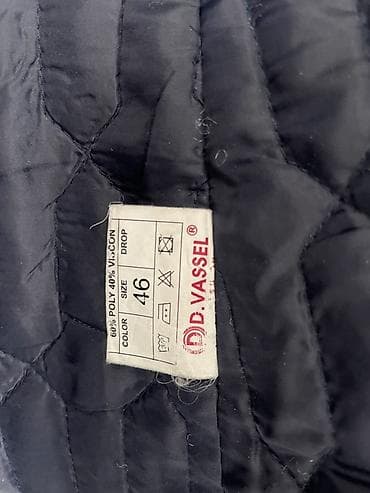 60% POLY 40% VISCON
COLOR SIZE DROP
46
D D.VASSEL®